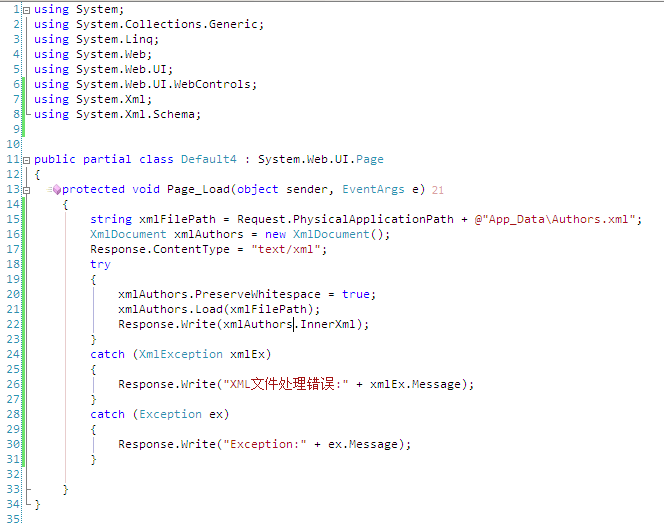 1 using System;
2 using System.Collections.Generic;
3 using System.Linq;
4 using System.Web;
5 using System.Web.UI;
6 using System.Web.UI.WebControls;
7 using System.Xml;
8 using System.Xml.Schema;
9
10
11 public partial class Default4 : System.Web.UI.Page
12 {
13     protected void Page_Load(object sender, EventArgs e) 21
14     {
15         string xmlFilePath = Request.PhysicalApplicationPath + @"App_Data\Authors.xml";
16         XmlDocument xmlAuthors = new XmlDocument();
17         Response.ContentType = "text/xml";
18         try
19         {
20             xmlAuthors.PreserveWhitespace = true;
21             xmlAuthors.Load(xmlFilePath);
22             Response.Write(xmlAuthors.InnerXml);
23         }
24         catch (XmlException xmlEx)
25         {
26             Response.Write("XML文件处理错误:" + xmlEx.Message);
27         }
28         catch (Exception ex)
29         {
30             Response.Write("Exception:" + ex.Message);
31         }
32
33     }
34 }
35